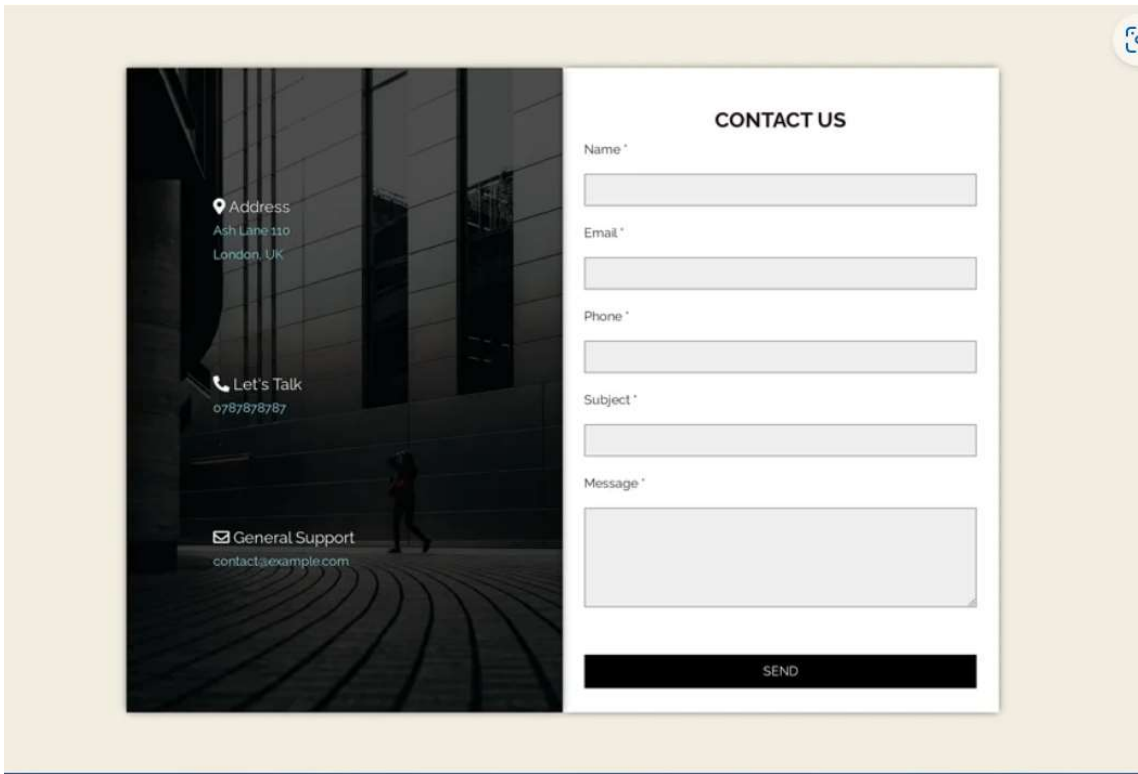 Address
Ash Lane 110
London, UK
Let's Talk
0787878787
General Support
contact@example.com
CONTACT US
Name *
Email *
Phone *
Subject *
Message *
SEND